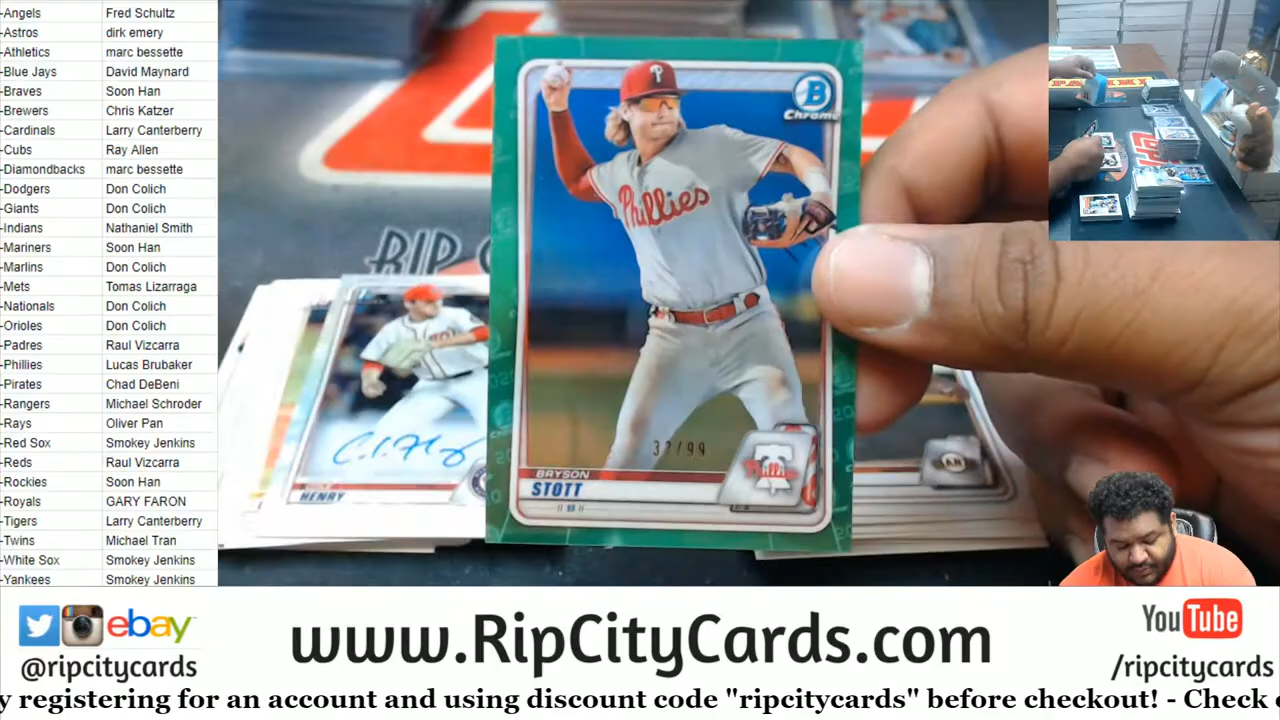 -Angels Fred Schultz
-Astros dirk emery
-Athletics marc bessette
-Blue Jays David Maynard
-Braves Soon Han
-Brewers Chris Katzer
-Cardinals Larry Canterberry
-Cubs Ray Allen
-Diamondbacks marc bessette
-Dodgers Don Colich
-Giants Don Colich
-Indians Nathaniel Smith
-Mariners Soon Han
-Marlins Don Colich
-Mets Tomas Lizarraga
-Nationals Don Colich
-Orioles Don Colich
-Padres Raul Vizcarra
-Phillies Lucas Brubaker
-Pirates Chad DeBeni
-Rangers Michael Schroder
-Rays Oliver Pan
-Red Sox Smokey Jenkins
-Reds Raul Vizcarra
-Rockies Soon Han
-Royals GARY FARON
-Tigers Larry Canterberry
-Twins Michael Tran
-White Sox Smokey Jenkins
-Yankees Smokey Jenkins
RIP
HENRY
P
B
Chrome
Phillies
/99
Phillies
BRYSON
STOTT
ebay
@ripcitycards
www.RipCityCards.com
YouTube
/ripcitycards
y registering for an account and using discount code "ripcitycards" before checkout! - Check